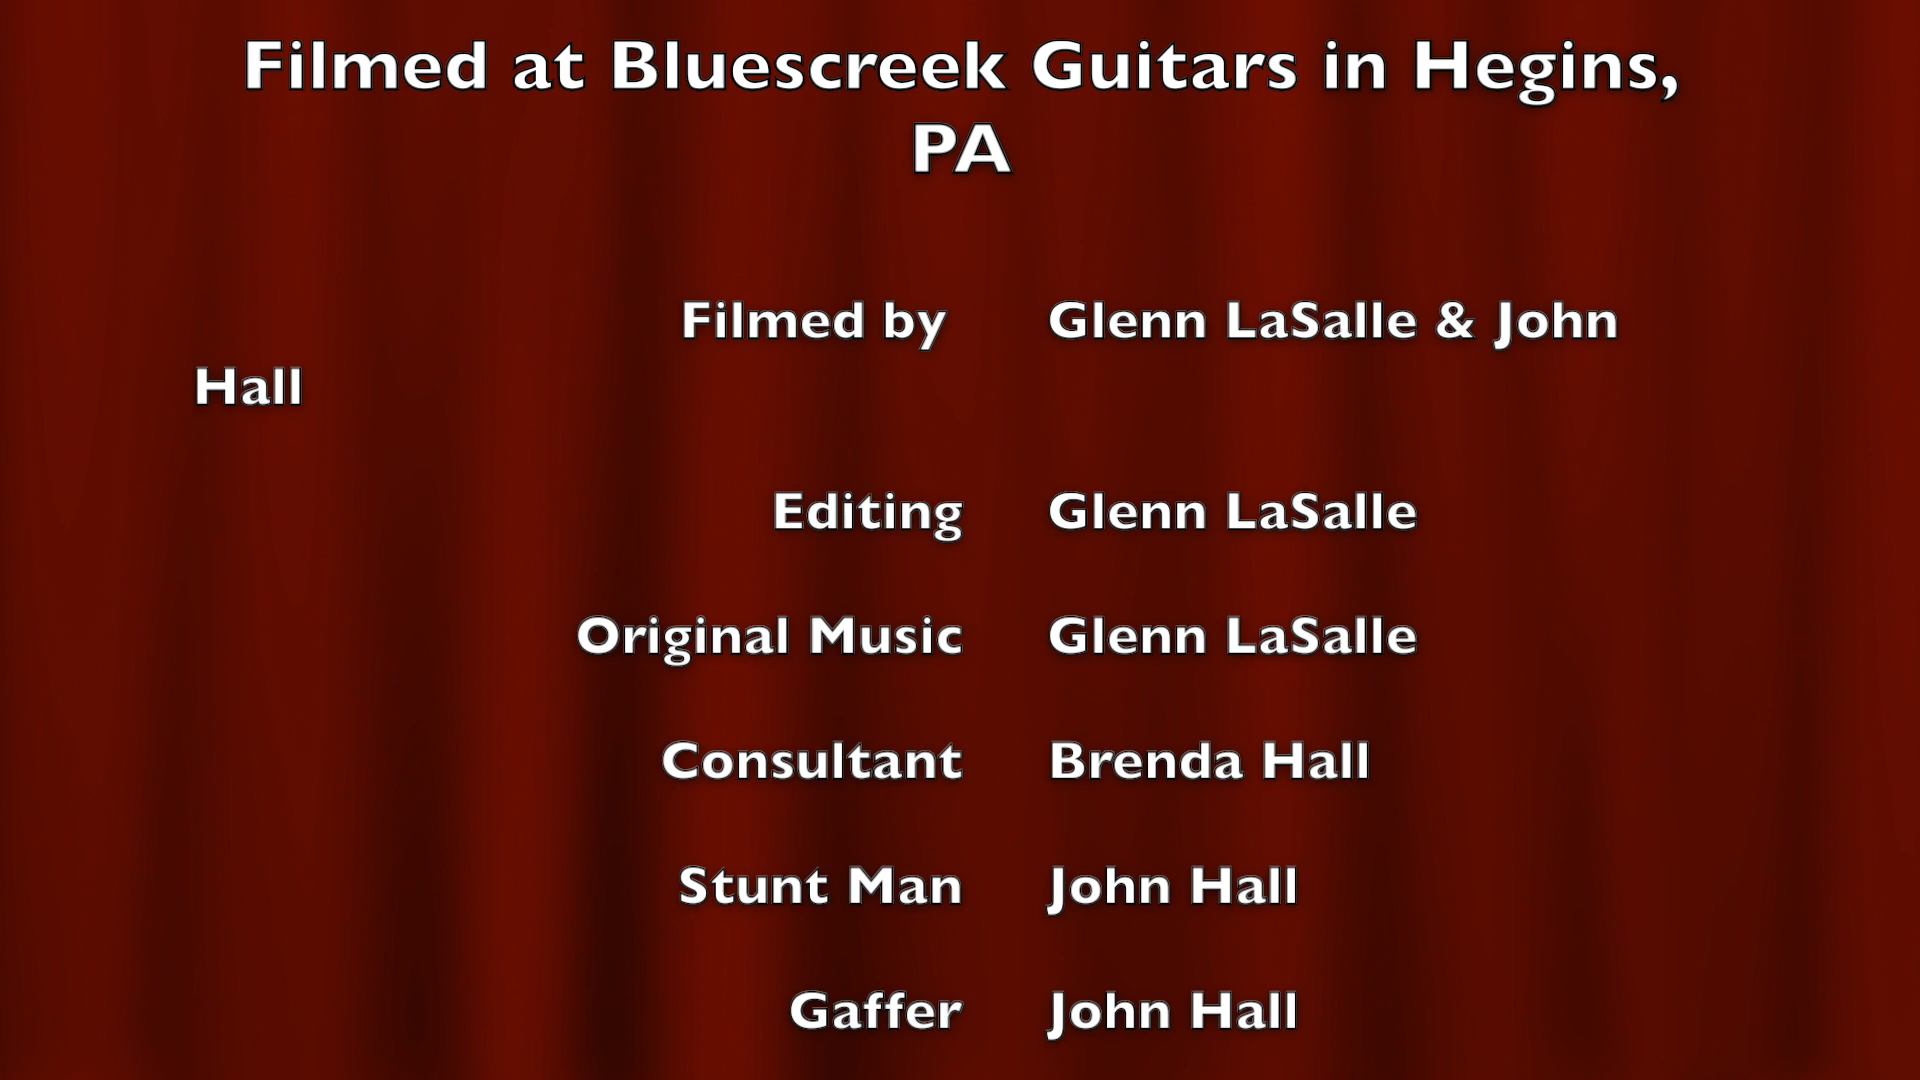 Filmed at Bluescreek Guitars in Hegins,
PA
Filmed by Glenn LaSalle & John
Hall
Editing Glenn LaSalle
Original Music Glenn LaSalle
Consultant Brenda Hall
Stunt Man John Hall
Gaffer John Hall